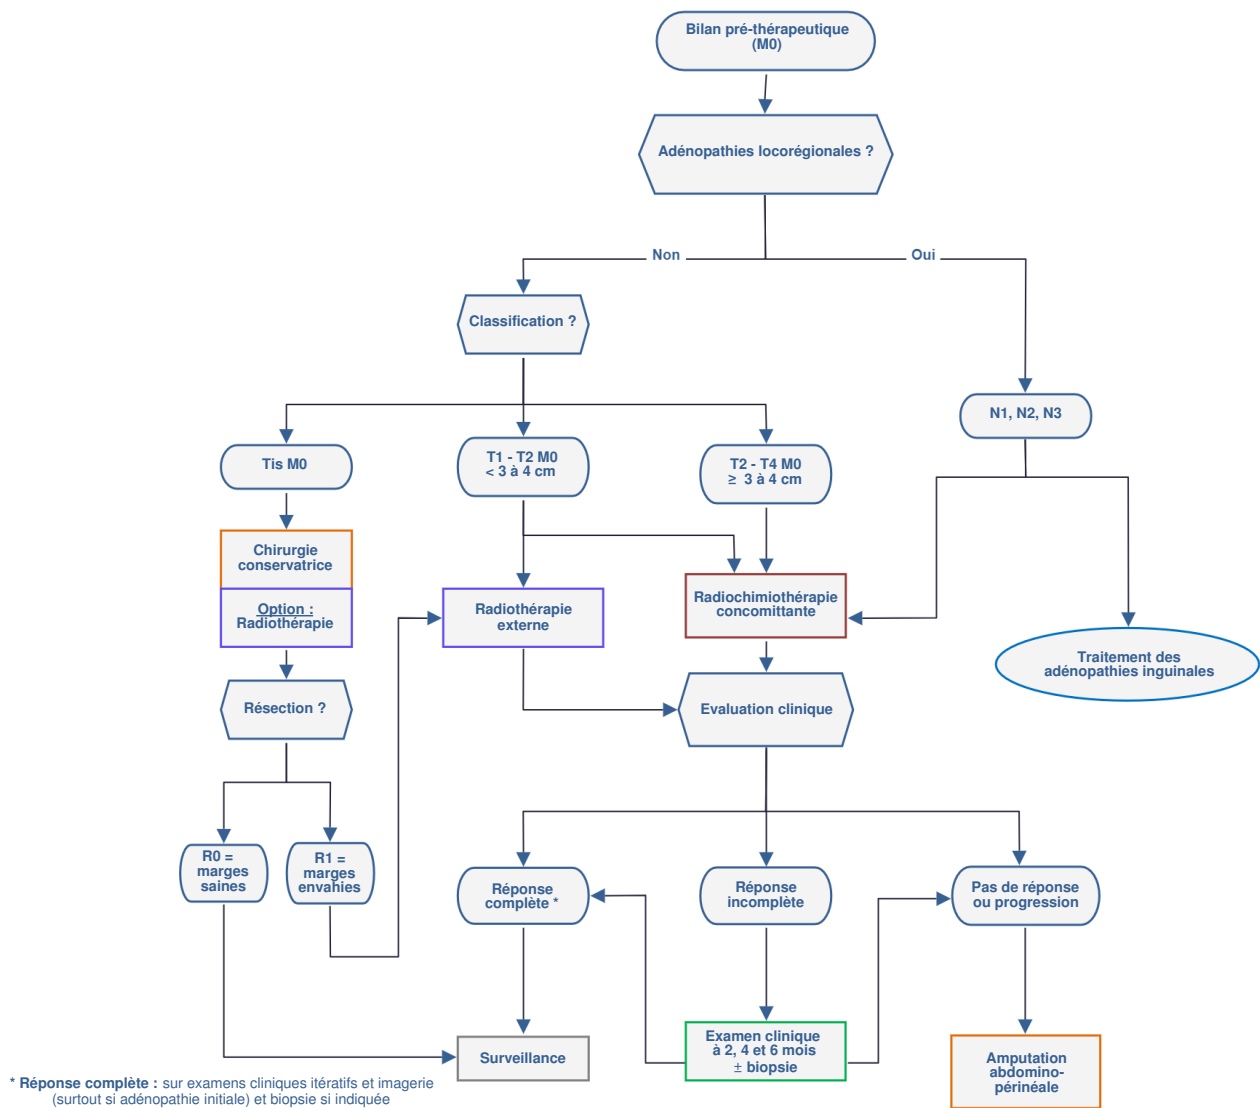 Bilan pré-thérapeutique
(M0)
Adénopathies locorégionales ?
Non
Oui
Classification ?
N1, N2, N3
Tis M0
T1 - T2 M0
< 3 à 4 cm
T2 - T4 M0
≥ 3 à 4 cm
Chirurgie
conservatrice
Option :
Radiothérapie
Radiothérapie
externe
Radiochimiothérapie
concomittante
Traitement des
adénopathies inguinales
Résection ?
Evaluation clinique
R0 =
marges
saines
R1 =
marges
envahies
Réponse
complète *
Réponse
incomplète
Pas de réponse
ou progression
Surveillance
Examen clinique
à 2, 4 et 6 mois
± biopsie
Amputation
abdomino-
périnéale
* Réponse complète : sur examens cliniques itératifs et imagerie
(surtout si adénopathie initiale) et biopsie si indiquée